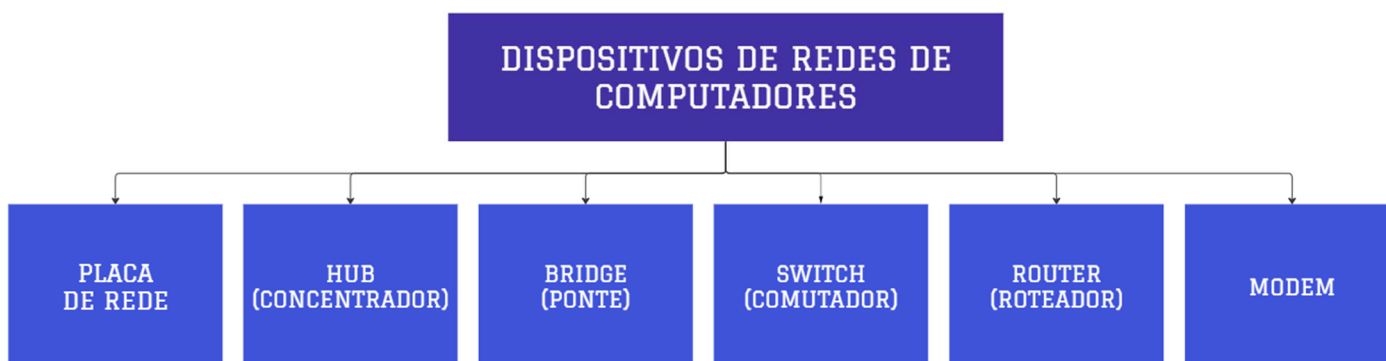 DISPOSITIVOS DE REDES DE
COMPUTADORES
PLACA
DE REDE
HUB
(CONCENTRADOR)
BRIDGE
(PONTE)
SWITCH
(COMUTADOR)
ROUTER
(ROTEADOR)
MODEM